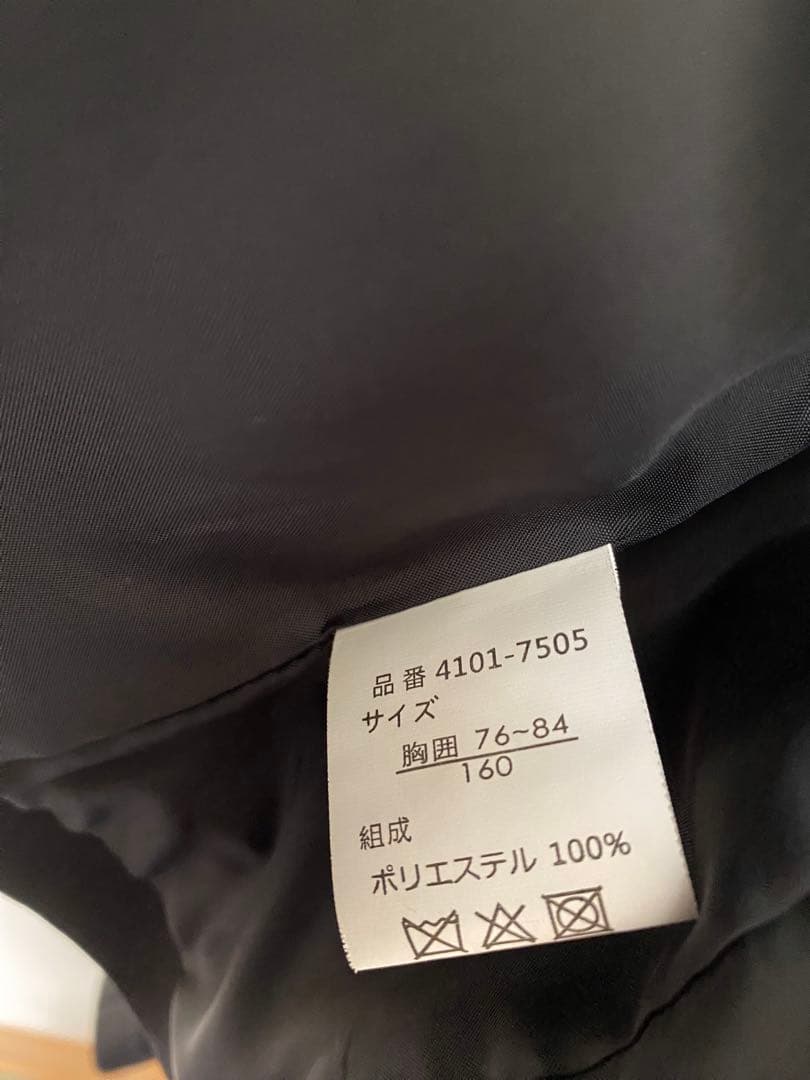 品番 4101-7505
サイズ
胸囲 76~84
160
組成
ポリエステル 100%